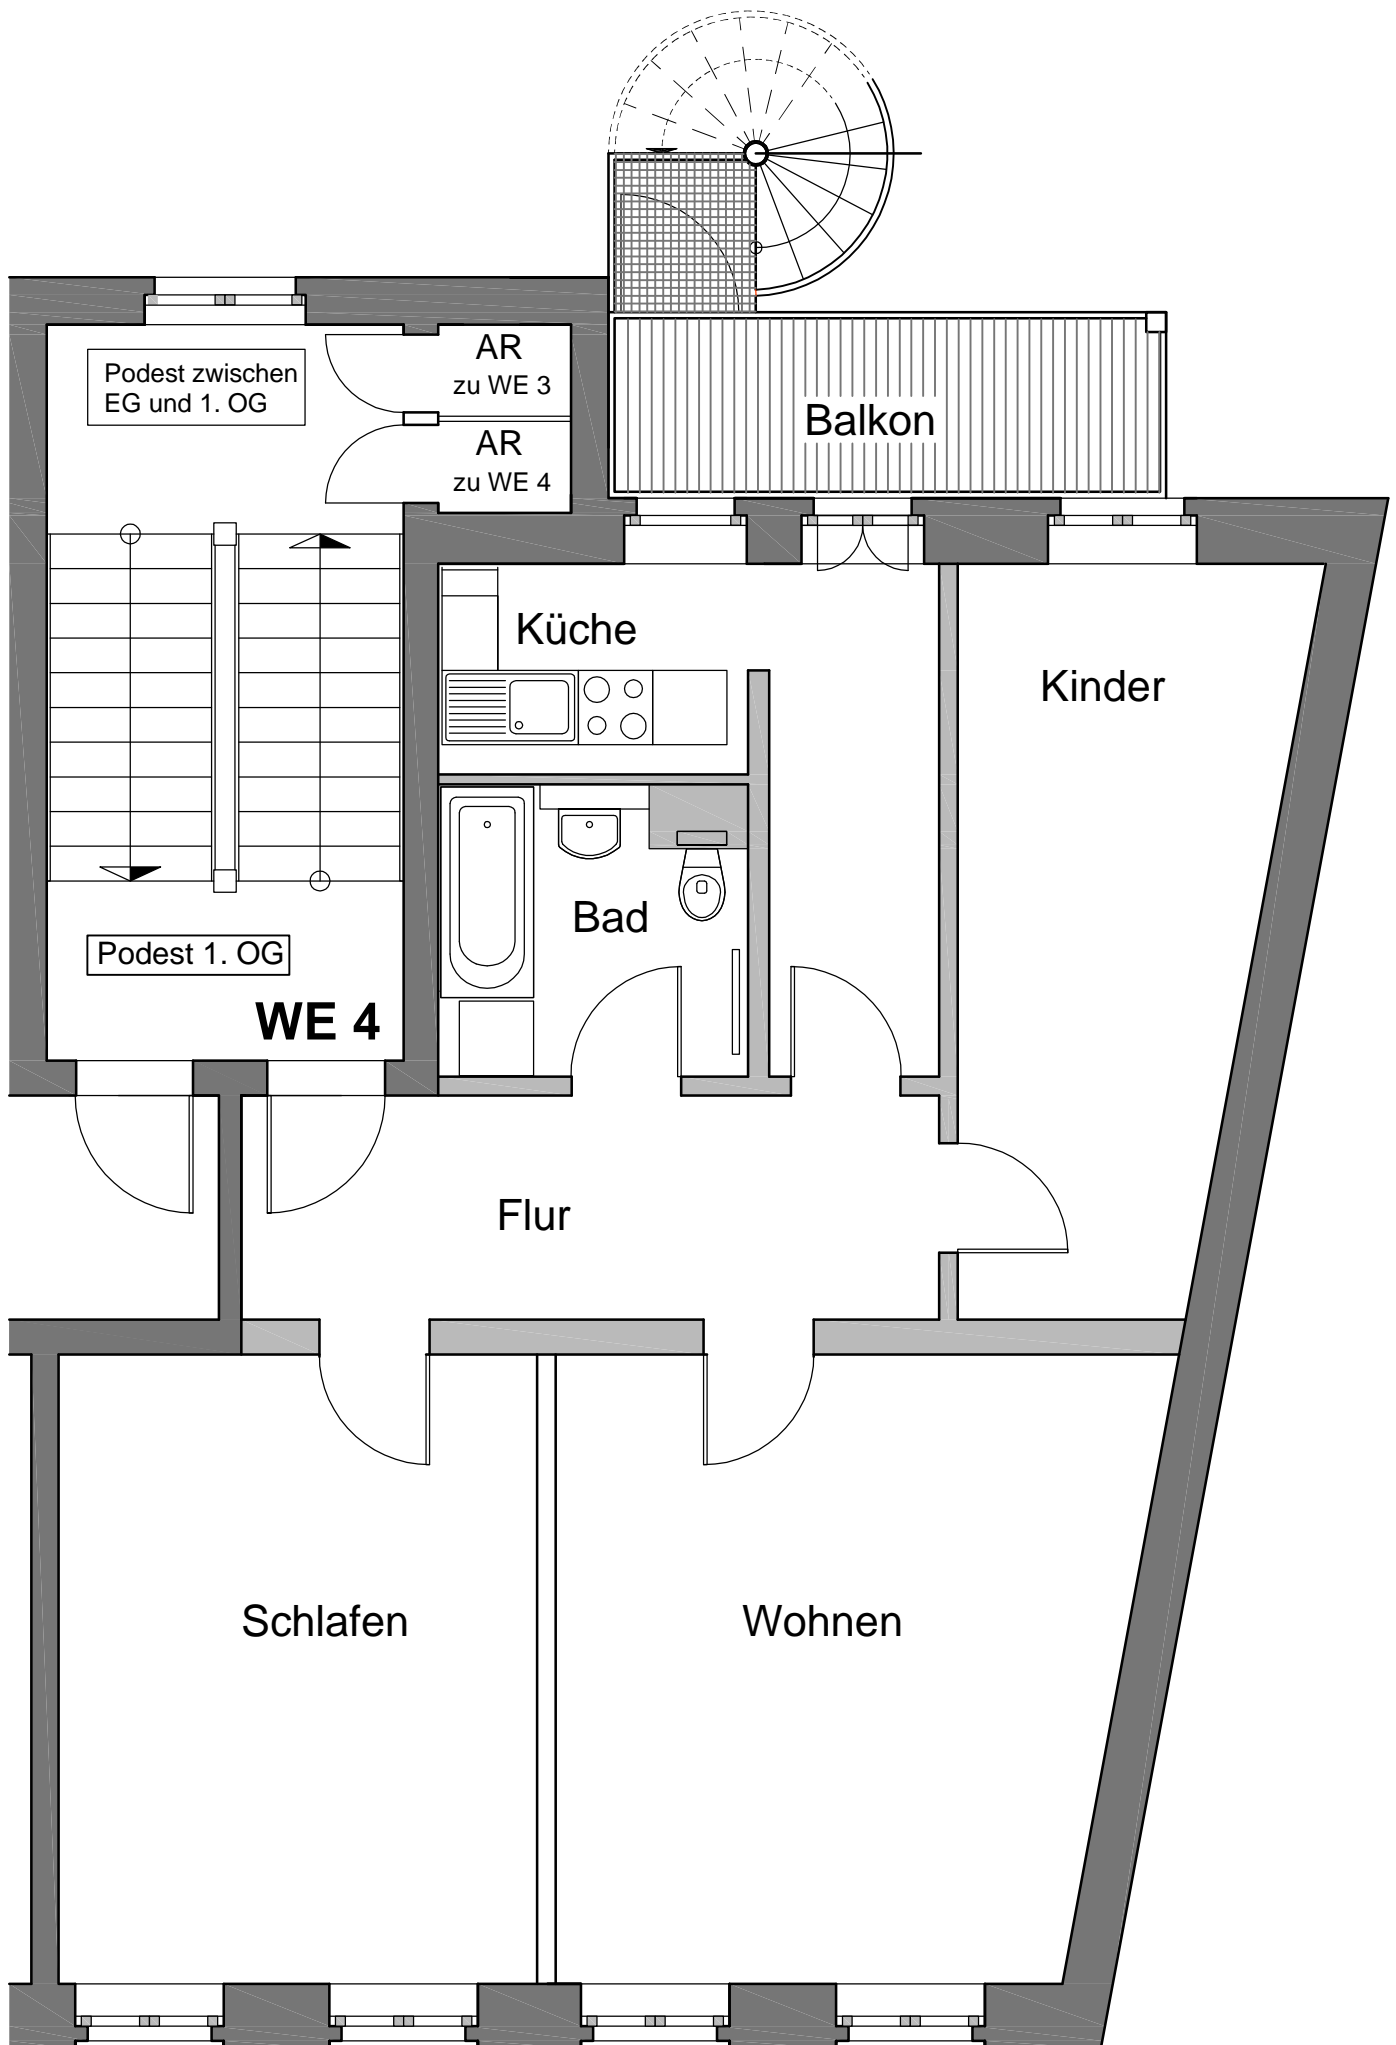 Podest zwischen
EG und 1. OG
AR
zu WE 3
AR
zu WE 4
Balkon
Küche
Kinder
Bad
Podest 1. OG
WE 4
Flur
Schlafen
Wohnen